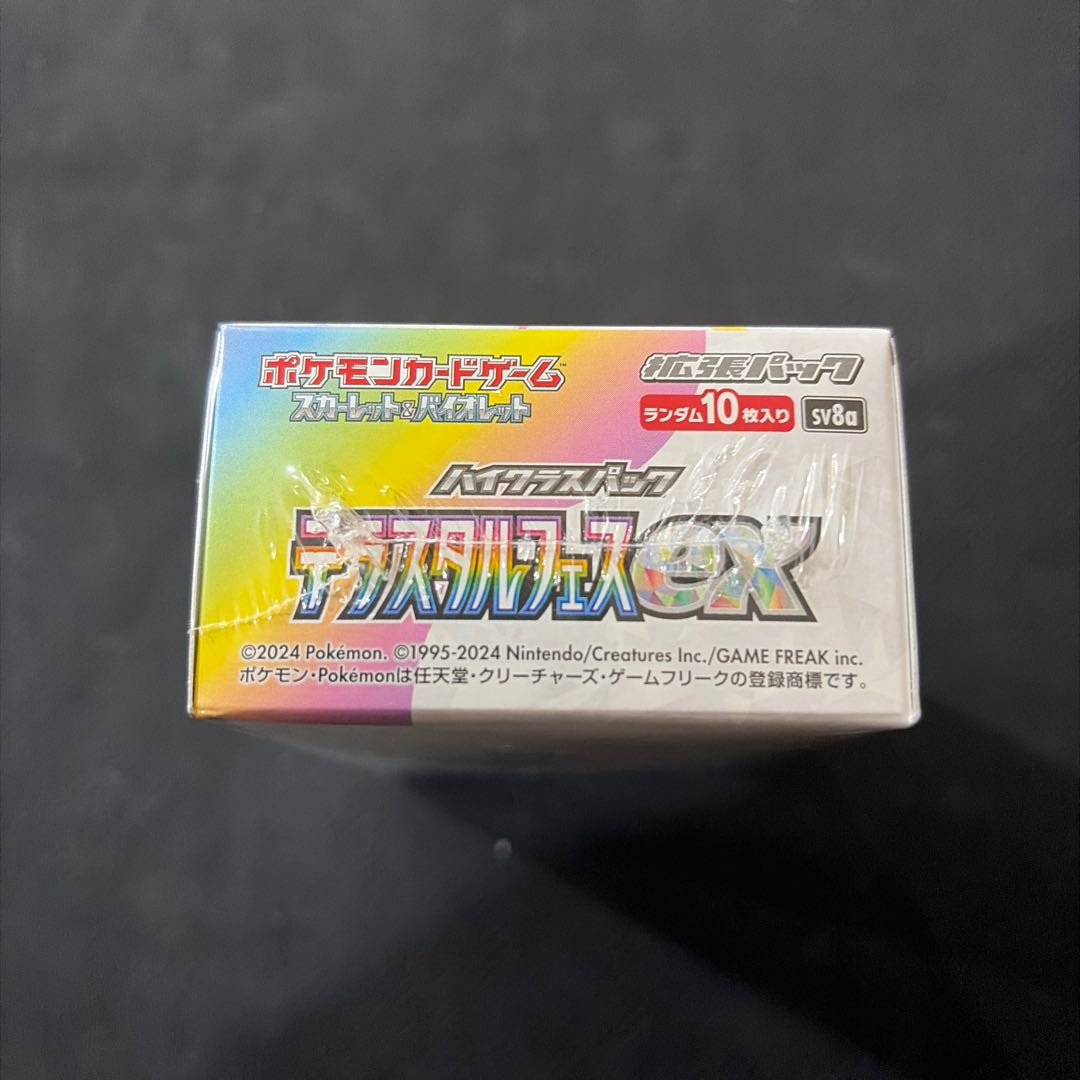 ポケモンカードゲーム™
スカーレット&バイオレット
拡張パック
ランダム10枚入り sv8a
ハイクラスパック
テラスタルフェスex
©2024 Pokémon. ©1995-2024 Nintendo/Creatures Inc./GAME FREAK inc.
ポケモン・Pokémonは任天堂・クリーチャーズ・ゲームフリークの登録商標です。